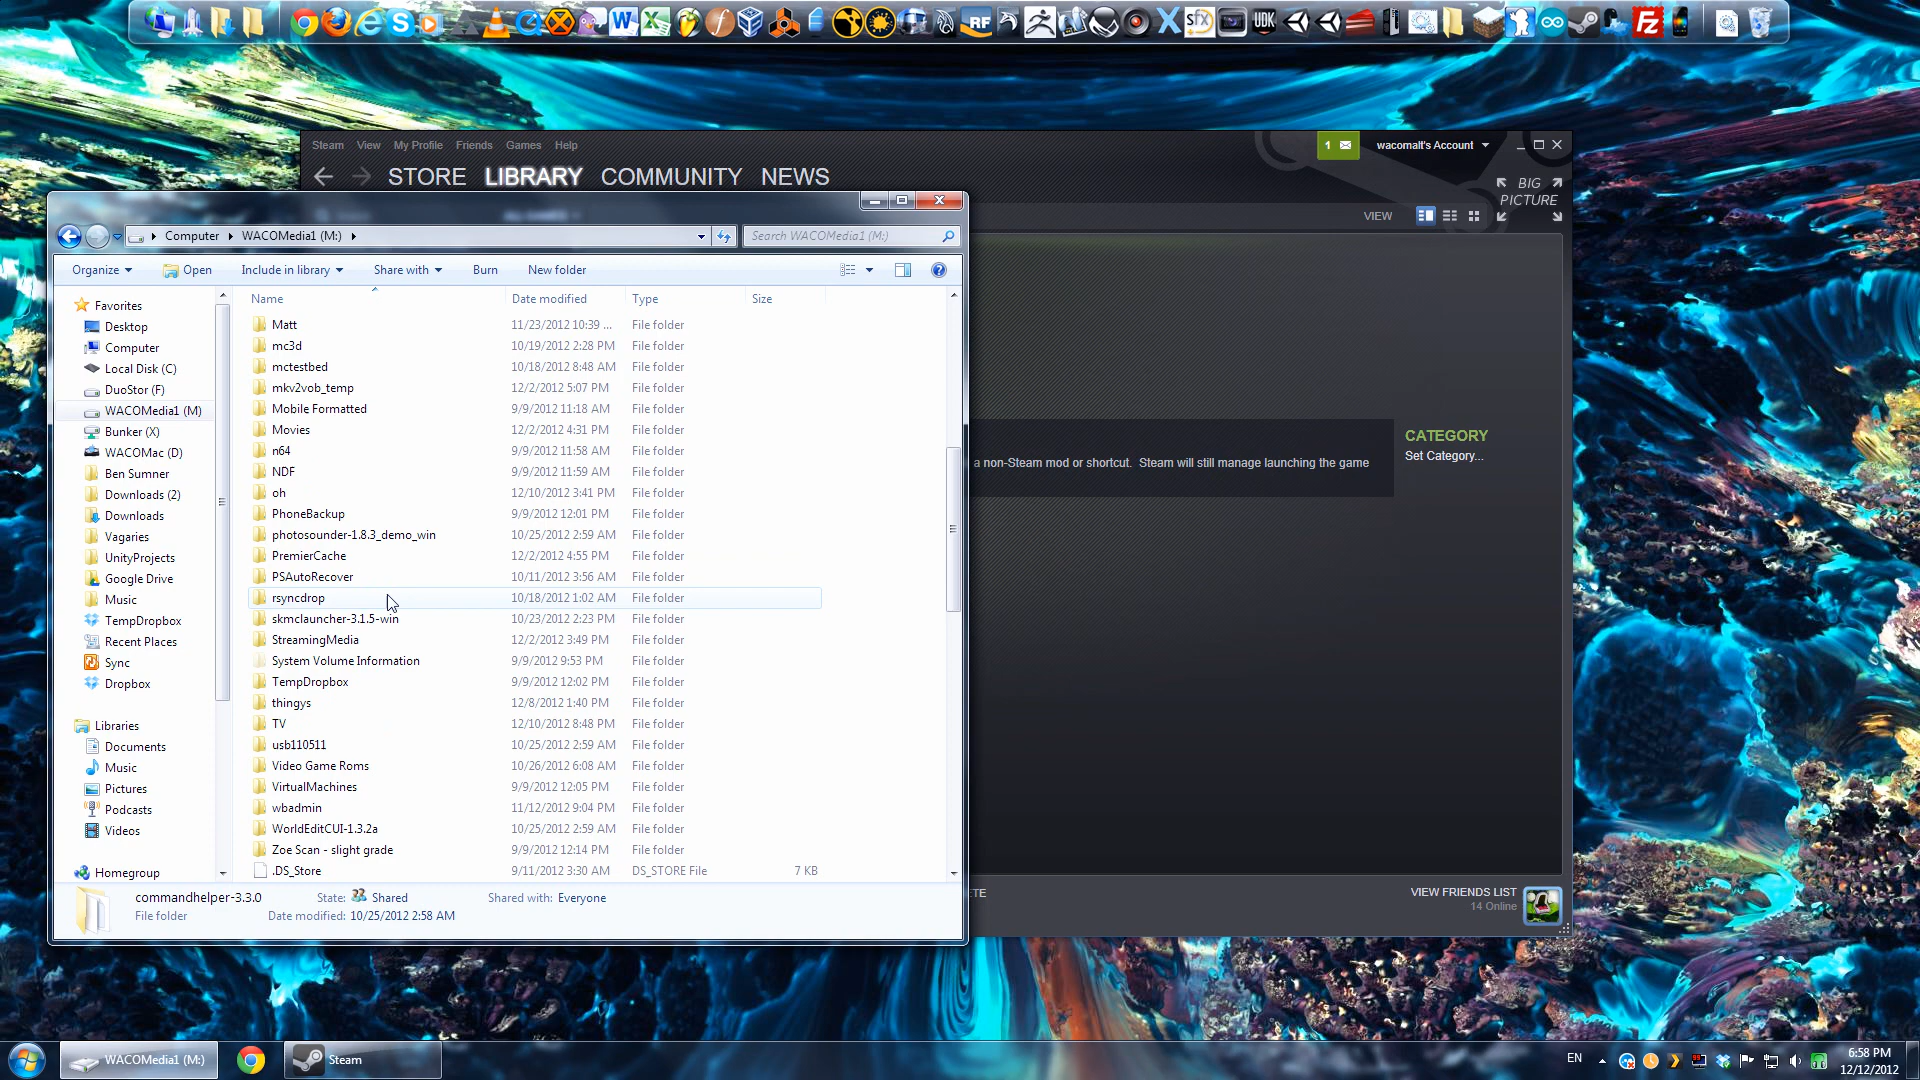 Steam View My Profile Friends Games Help
1
wacomalt's Account
STORE LIBRARY COMMUNITY NEWS
BIG PICTURE
VIEW
Computer WACOMedia1 (M:)
Search WACOMedia1 (M:)
Organize Open Include in library Share with Burn New folder
Name Date modified Type Size
Favorites
Desktop
Computer
Local Disk (C)
DuoStor (F)
WACOMedia1 (M)
Bunker (X)
WACOMac (D)
Ben Sumner
Downloads (2)
Downloads
Vagaries
UnityProjects
Google Drive
Music
TempDropbox
Recent Places
Sync
Dropbox
Libraries
Documents
Music
Pictures
Podcasts
Videos
Homegroup
Matt 11/23/2012 10:39 ... File folder
mc3d 10/19/2012 2:28 PM File folder
mctestbed 10/18/2012 8:48 AM File folder
mkv2vob_temp 12/2/2012 5:07 PM File folder
Mobile Formatted 9/9/2012 11:18 AM File folder
Movies 12/2/2012 4:31 PM File folder
n64 9/9/2012 11:58 AM File folder
NDF 9/9/2012 11:59 AM File folder
oh 12/10/2012 3:41 PM File folder
PhoneBackup 9/9/2012 12:01 PM File folder
photosounder-1.8.3_demo_win 10/25/2012 2:59 AM File folder
PremierCache 12/2/2012 4:55 PM File folder
PSAutoRecover 10/11/2012 3:56 AM File folder
rsyncdrop 10/18/2012 1:02 AM File folder
skmclauncher-3.1.5-win 10/23/2012 2:23 PM File folder
StreamingMedia 12/2/2012 3:49 PM File folder
System Volume Information 9/9/2012 9:53 PM File folder
TempDropbox 9/9/2012 12:02 PM File folder
thingys 12/8/2012 1:40 PM File folder
TV 12/10/2012 8:48 PM File folder
usb110511 10/25/2012 2:59 AM File folder
Video Game Roms 10/26/2012 6:08 AM File folder
VirtualMachines 9/9/2012 12:05 PM File folder
wbadmin 11/12/2012 9:04 PM File folder
WorldEditCUI-1.3.2a 10/25/2012 2:59 AM File folder
Zoe Scan - slight grade 9/9/2012 12:14 PM File folder
.DS_Store 9/11/2012 3:30 AM DS_STORE File 7 KB
commandhelper-3.3.0 State: Shared Shared with: Everyone
File folder Date modified: 10/25/2012 2:58 AM
CATEGORY
Set Category...
a non-Steam mod or shortcut. Steam will still manage launching the game
VIEW FRIENDS LIST
14 Online
WACOMedia1 (M:)
Steam
EN
6:58 PM
12/12/2012
RF
sfx
UDK
Fz